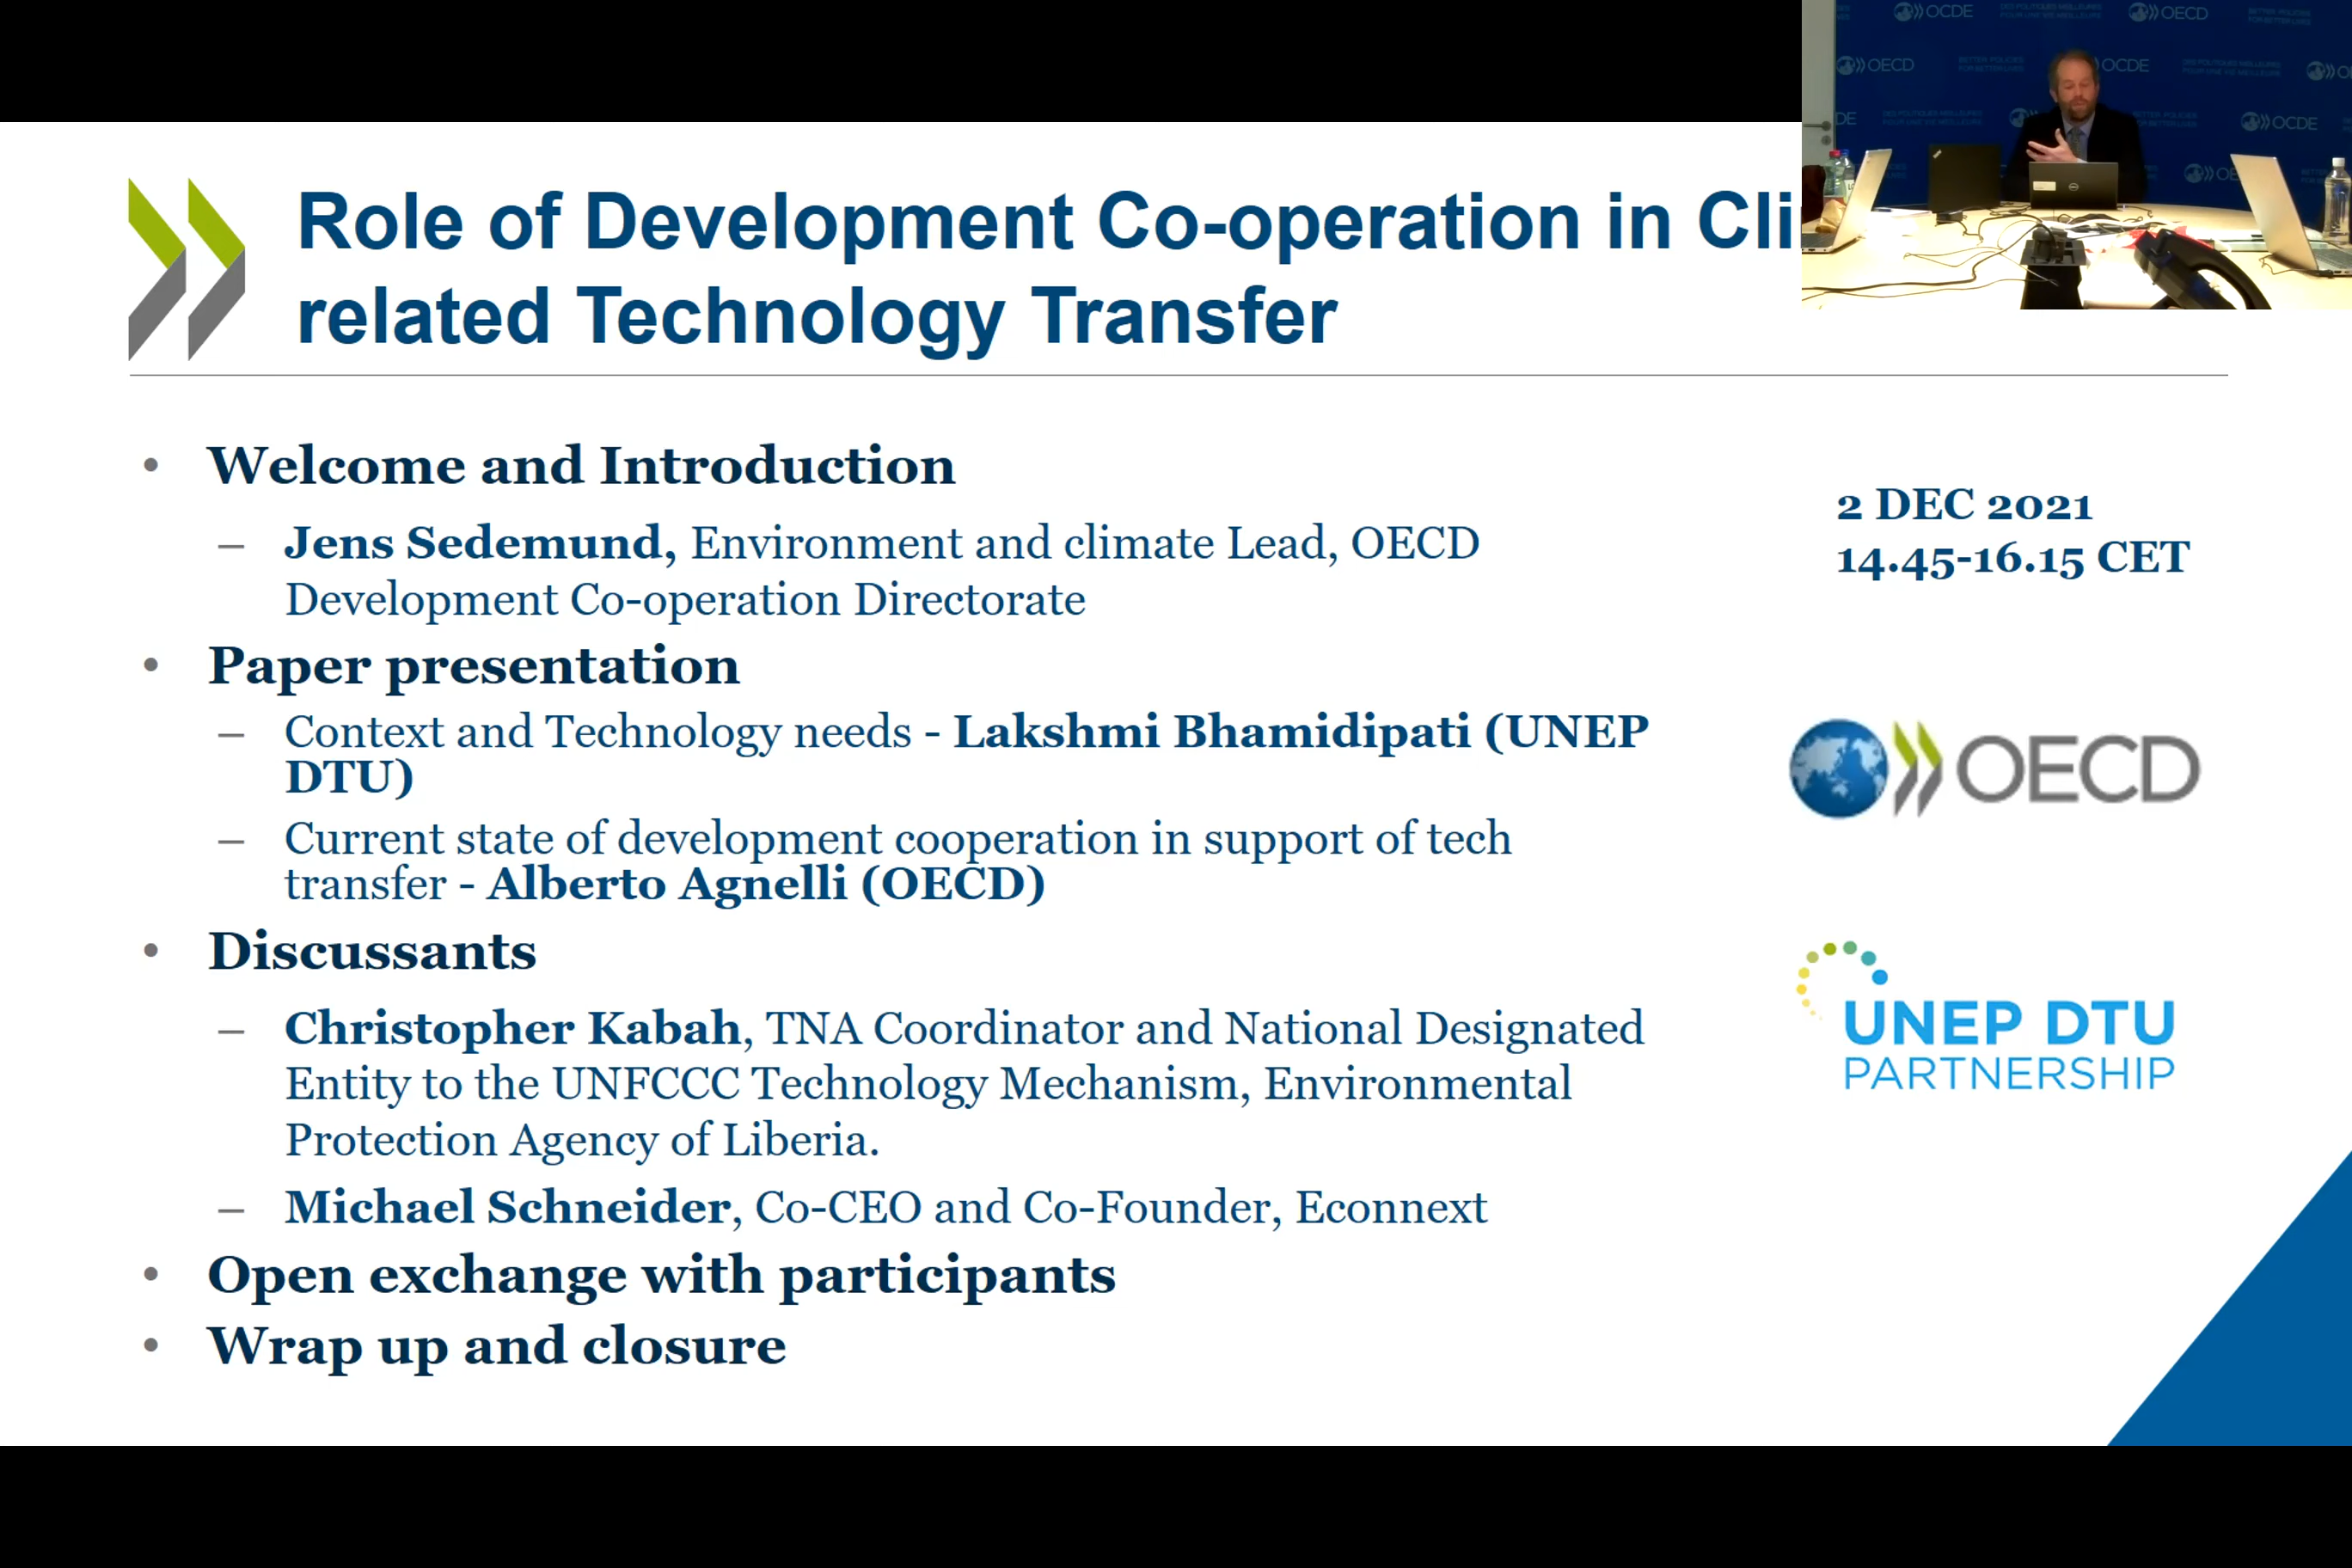 Role of Development Co-operation in Cli
related Technology Transfer
• Welcome and Introduction
– Jens Sedemund, Environment and climate Lead, OECD
Development Co-operation Directorate
• Paper presentation
– Context and Technology needs - Lakshmi Bhamidipati (UNEP
DTU)
– Current state of development cooperation in support of tech
transfer - Alberto Agnelli (OECD)
• Discussants
– Christopher Kabah, TNA Coordinator and National Designated
Entity to the UNFCCC Technology Mechanism, Environmental
Protection Agency of Liberia.
– Michael Schneider, Co-CEO and Co-Founder, Econnext
• Open exchange with participants
• Wrap up and closure
2 DEC 2021
14.45-16.15 CET
OECD
UNEP DTU
PARTNERSHIP
OCDE
OECD
OECD
OCDE
DE
OCDE